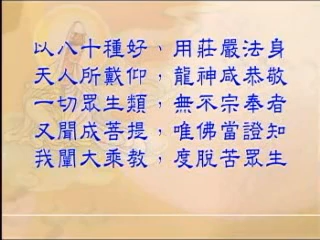 以八十種好，用莊嚴法身
天人所戴仰，龍神咸恭敬
一切眾生類，無不宗奉者
又聞成菩提，唯佛當證知
我闡大乘教，度脫苦眾生